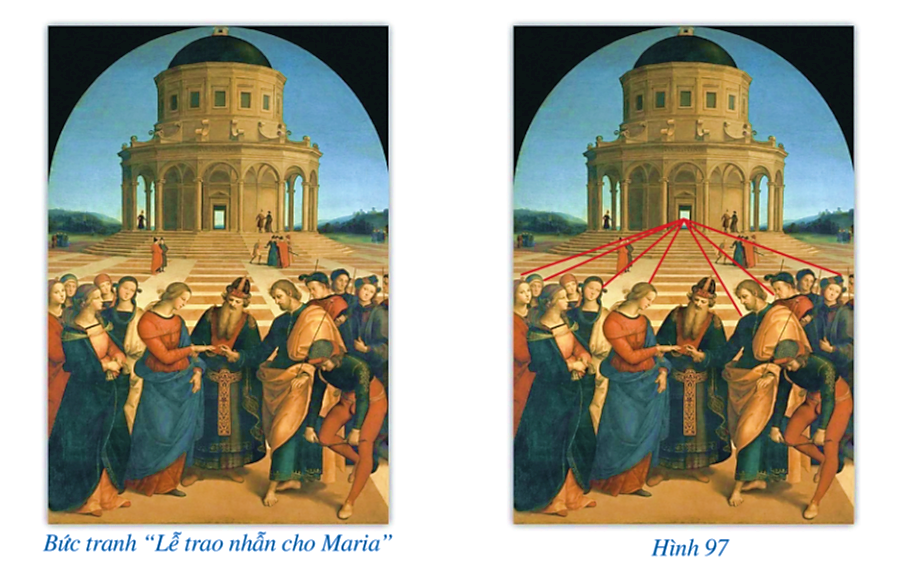 Bức tranh “Lễ trao nhẫn cho Maria”
Hình 97